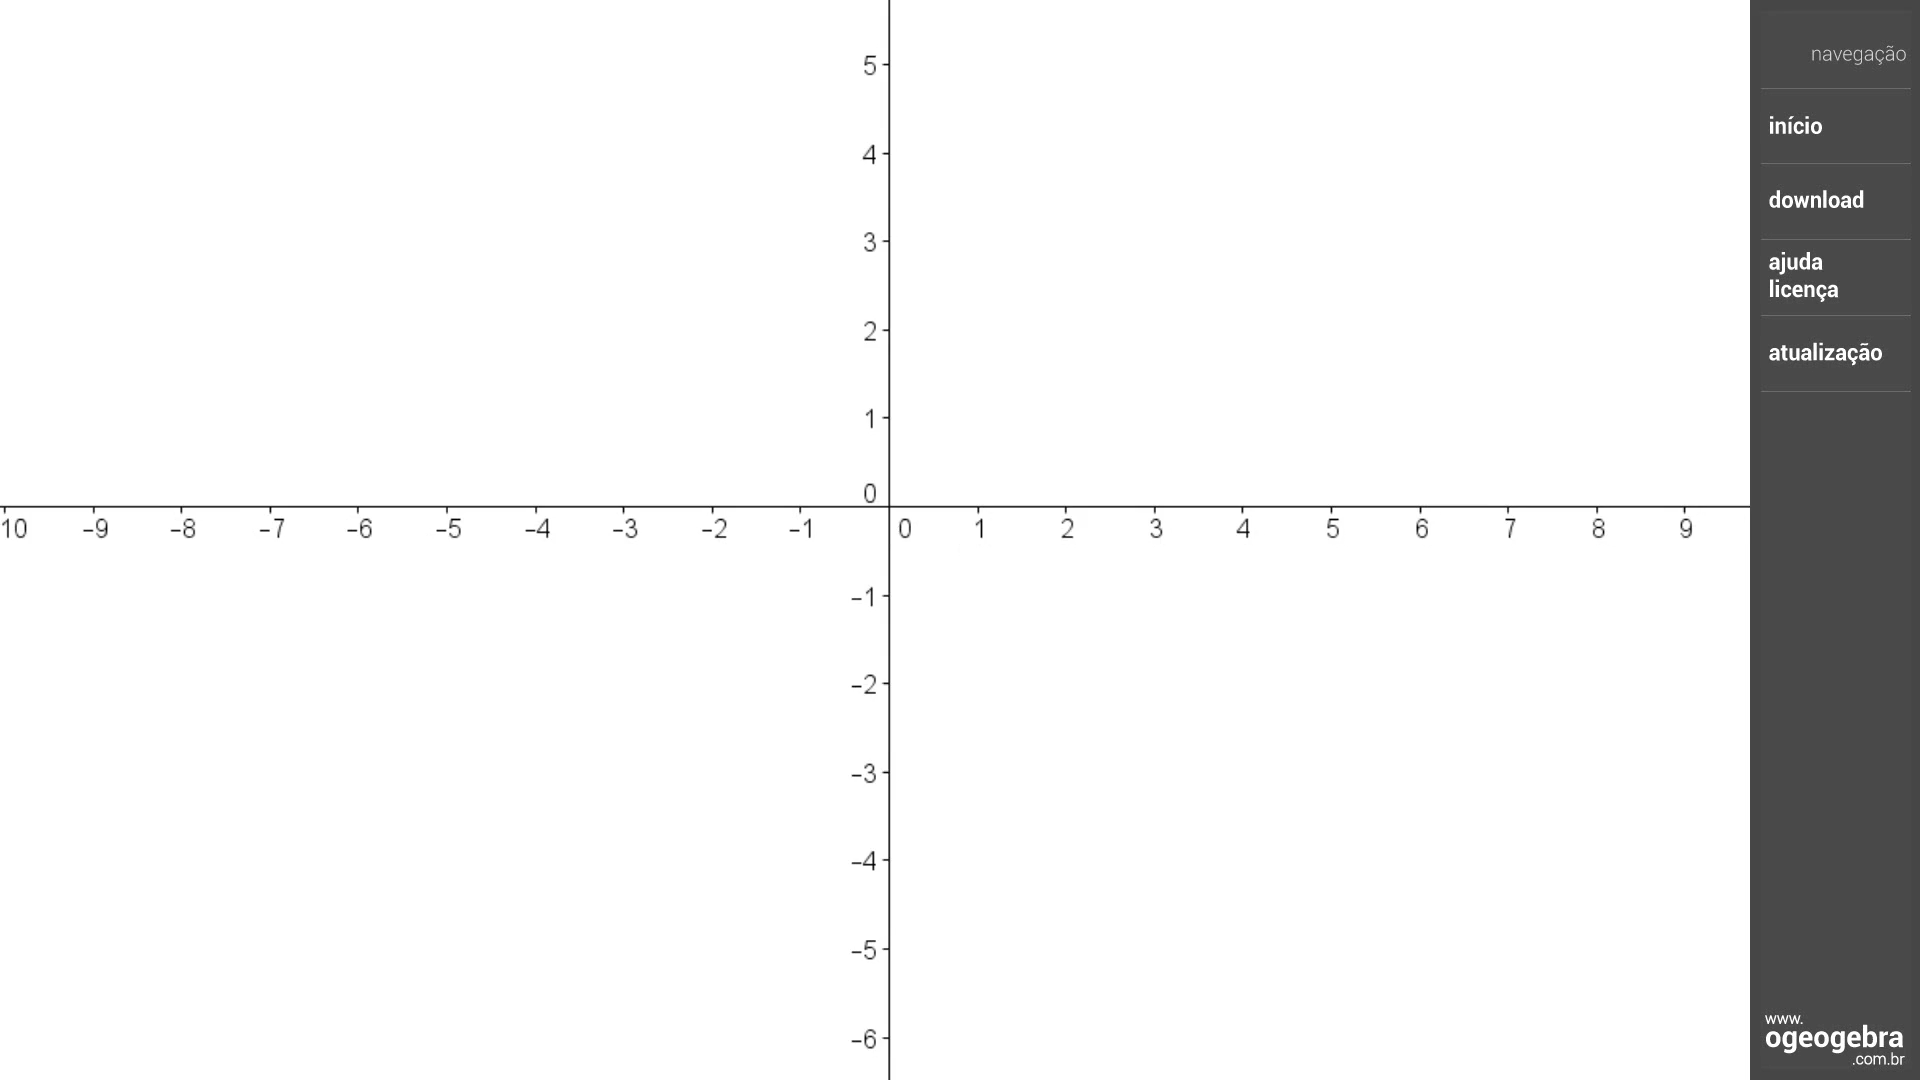 5
4
3
2
1
0
10 -9 -8 -7 -6 -5 -4 -3 -2 -1 0 1 2 3 4 5 6 7 8 9
-1
-2
-3
-4
-5
-6
navegação
início
download
ajuda
licença
atualização
www.
ogeogebra
.com.br